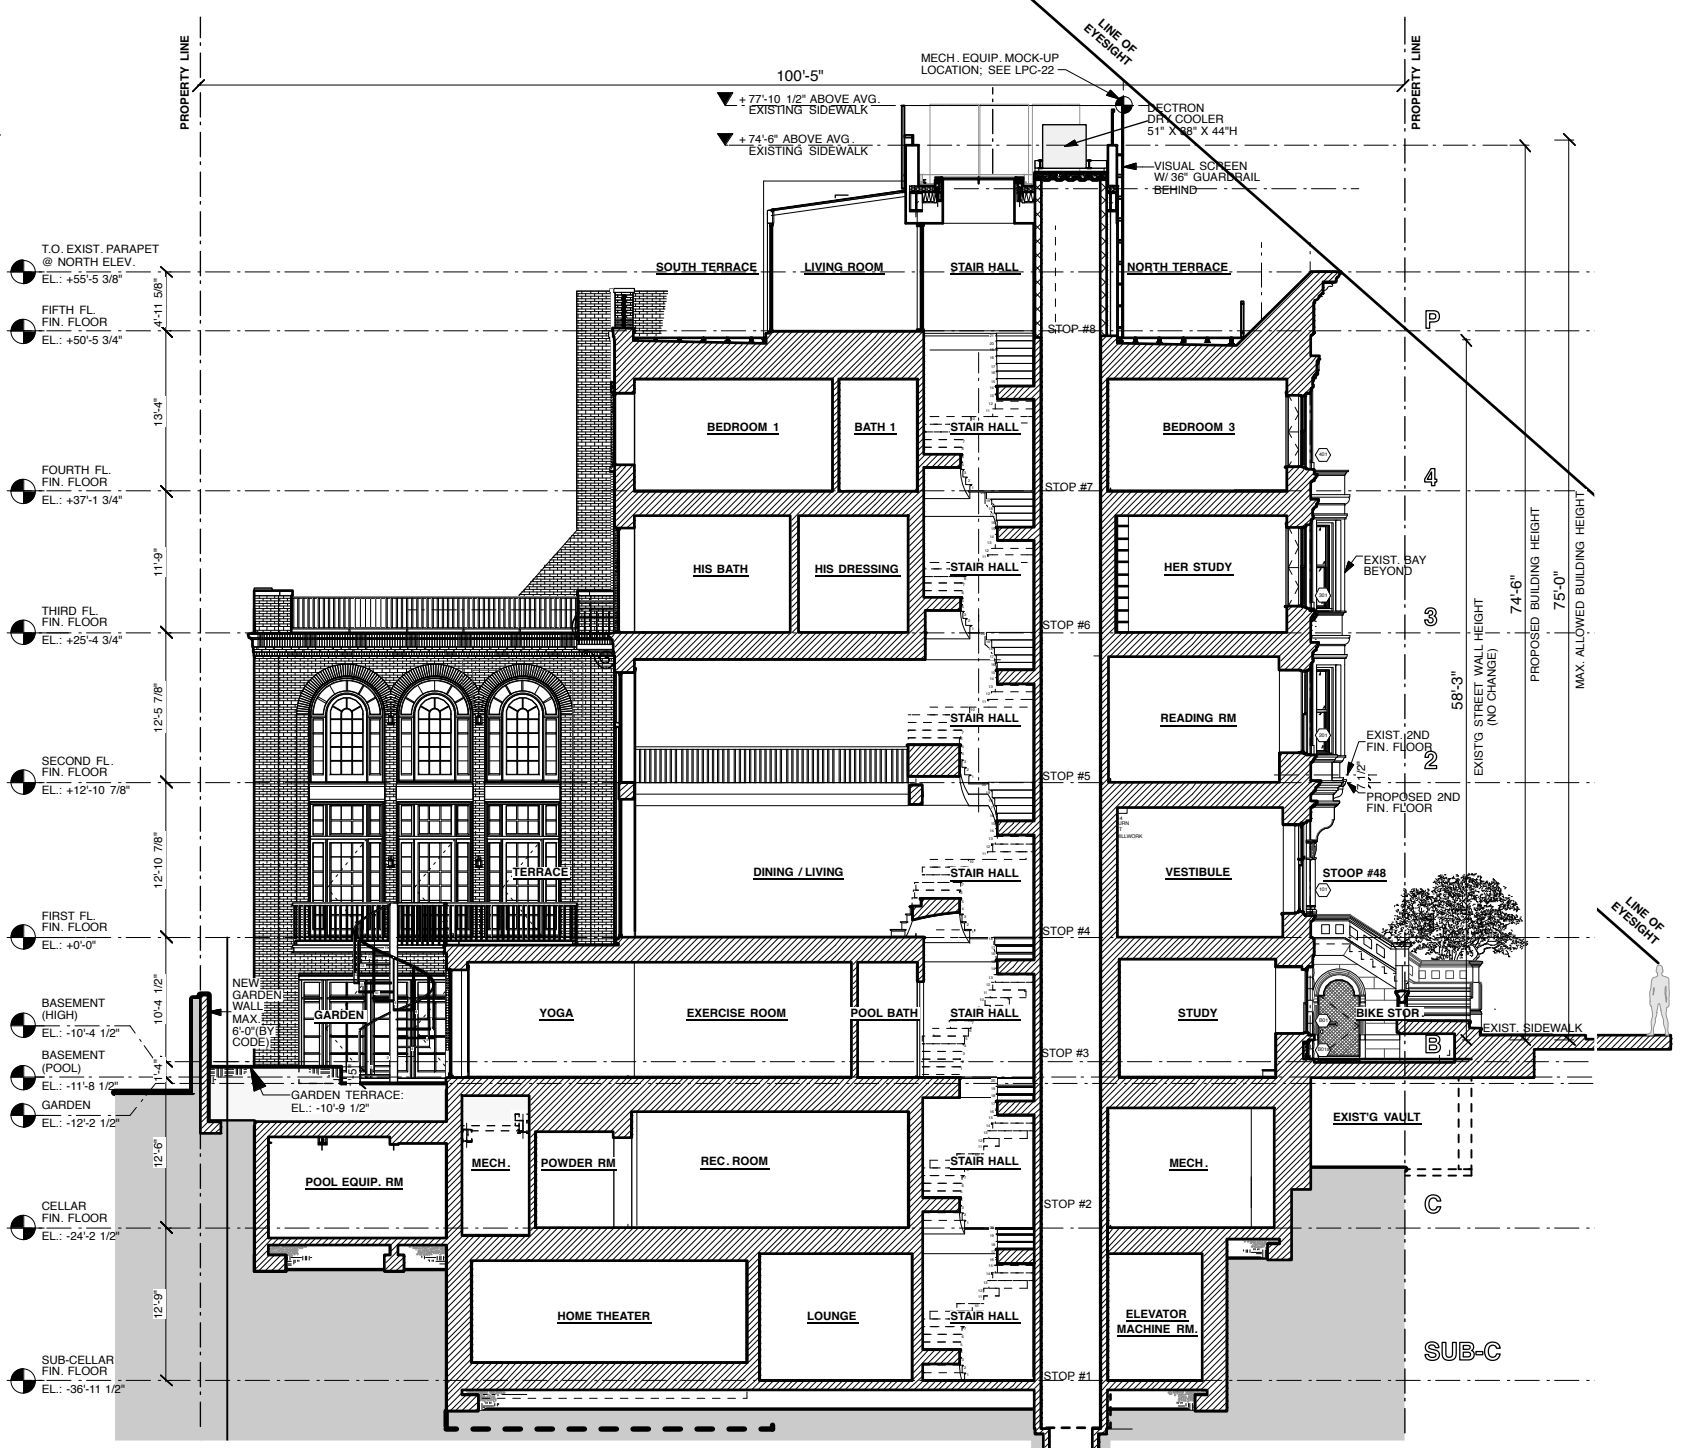 LINE OF
EYESIGHT
PROPERTY LINE
PROPERTY LINE
100'-5"
MECH. EQUIP. MOCK-UP
LOCATION; SEE LPC-22
+ 77'-10 1/2" ABOVE AVG.
EXISTING SIDEWALK
+ 74'-6" ABOVE AVG.
EXISTING SIDEWALK
DECTRON
DRY COOLER
51" X 88" X 44"H
VISUAL SCREEN
W/ 36" GUARDRAIL
BEHIND
T.O. EXIST. PARAPET
@ NORTH ELEV.
EL.: +55'-5 3/8"
4'-11 5/8"
SOUTH TERRACE
LIVING ROOM
STAIR HALL
NORTH TERRACE
FIFTH FL.
FIN. FLOOR
EL.: +50'-5 3/4"
STOP #8
P
13'-4"
BEDROOM 1
BATH 1
STAIR HALL
BEDROOM 3
FOURTH FL.
FIN. FLOOR
EL.: +37'-1 3/4"
STOP #7
4
11'-9"
HIS BATH
HIS DRESSING
STAIR HALL
HER STUDY
EXIST. BAY
BEYOND
74'-6"
PROPOSED BUILDING HEIGHT
75'-0"
MAX. ALLOWED BUILDING HEIGHT
THIRD FL.
FIN. FLOOR
EL.: +25'-4 3/4"
STOP #6
3
58'-3"
EXIST'G STREET WALL HEIGHT
(NO CHANGE)
12'-5 7/8"
STAIR HALL
READING RM
EXIST. 2ND
FIN. FLOOR
2
7 1/2"
PROPOSED 2ND
FIN. FLOOR
SECOND FL.
FIN. FLOOR
EL.: +12'-10 7/8"
STOP #5
12'-10 7/8"
TERRACE
DINING / LIVING
STAIR HALL
VESTIBULE
STOOP #48
FIRST FL.
FIN. FLOOR
EL.: +0'-0"
STOP #4
LINE OF
EYESIGHT
10'-4 1/2"
NEW
GARDEN
WALL
MAX.
6'-0"(BY
CODE)
BASEMENT
(HIGH)
EL.: -10'-4 1/2"
GARDEN
YOGA
EXERCISE ROOM
POOL BATH
STAIR HALL
STUDY
BIKE STOR.
EXIST. SIDEWALK
B
STOP #3
BASEMENT
(POOL)
EL.: -11'-8 1/2"
1'-4"
GARDEN TERRACE:
EL.: -10'-9 1/2"
GARDEN
EL.: -12'-2 1/2"
EXIST'G VAULT
12'-6"
POOL EQUIP. RM
MECH.
POWDER RM
REC. ROOM
STAIR HALL
MECH.
CELLAR
FIN. FLOOR
EL.: -24'-2 1/2"
STOP #2
C
12'-9"
HOME THEATER
LOUNGE
STAIR HALL
ELEVATOR
MACHINE RM.
SUB-CELLAR
FIN. FLOOR
EL.: -36'-11 1/2"
STOP #1
SUB-C